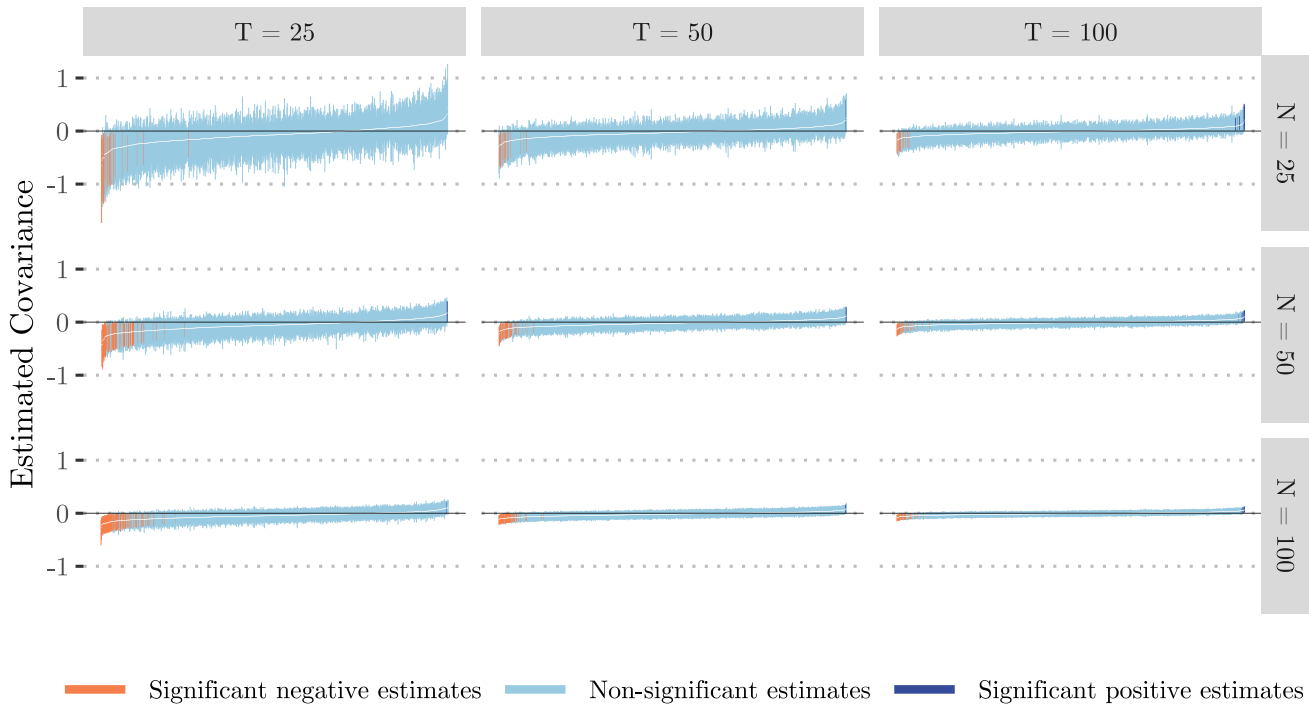 T = 25
T = 50
T = 100
Estimated Covariance
1
0
-1
N = 25
1
0
-1
N = 50
1
0
-1
N = 100
Significant negative estimates
Non-significant estimates
Significant positive estimates